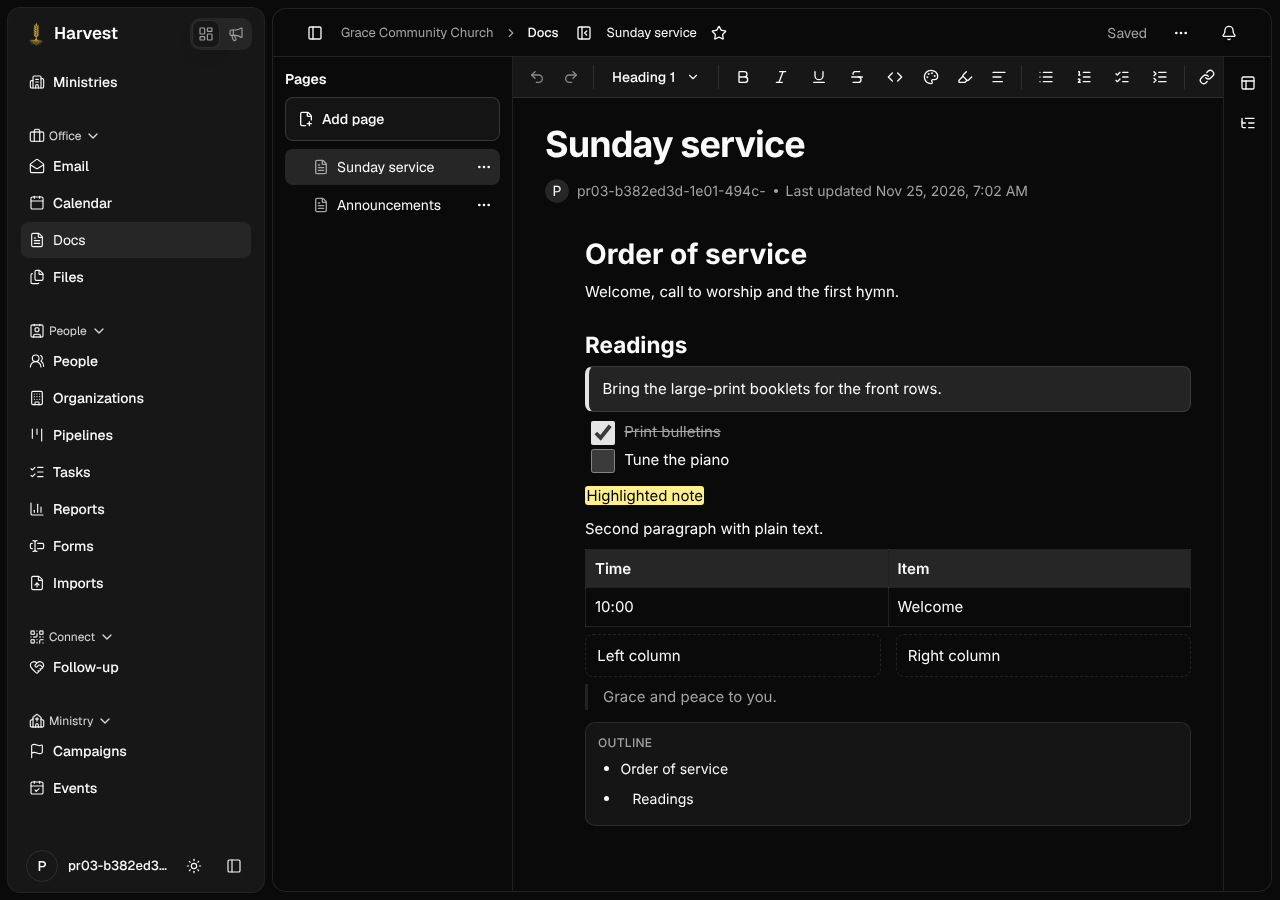 Harvest
Ministries
Office
Email
Calendar
Docs
Files
People
People
Organizations
Pipelines
Tasks
Reports
Forms
Imports
Connect
Follow-up
Ministry
Campaigns
Events
P pr03-b382ed3...
Grace Community Church > Docs Sunday service
Saved
Pages
Add page
Sunday service
Announcements
Heading 1
Sunday service
P pr03-b382ed3d-1e01-494c- • Last updated Nov 25, 2026, 7:02 AM
Order of service
Welcome, call to worship and the first hymn.
Readings
Bring the large-print booklets for the front rows.
Print bulletins
Tune the piano
Highlighted note
Second paragraph with plain text.
Time Item
10:00 Welcome
Left column Right column
Grace and peace to you.
OUTLINE
• Order of service
• Readings